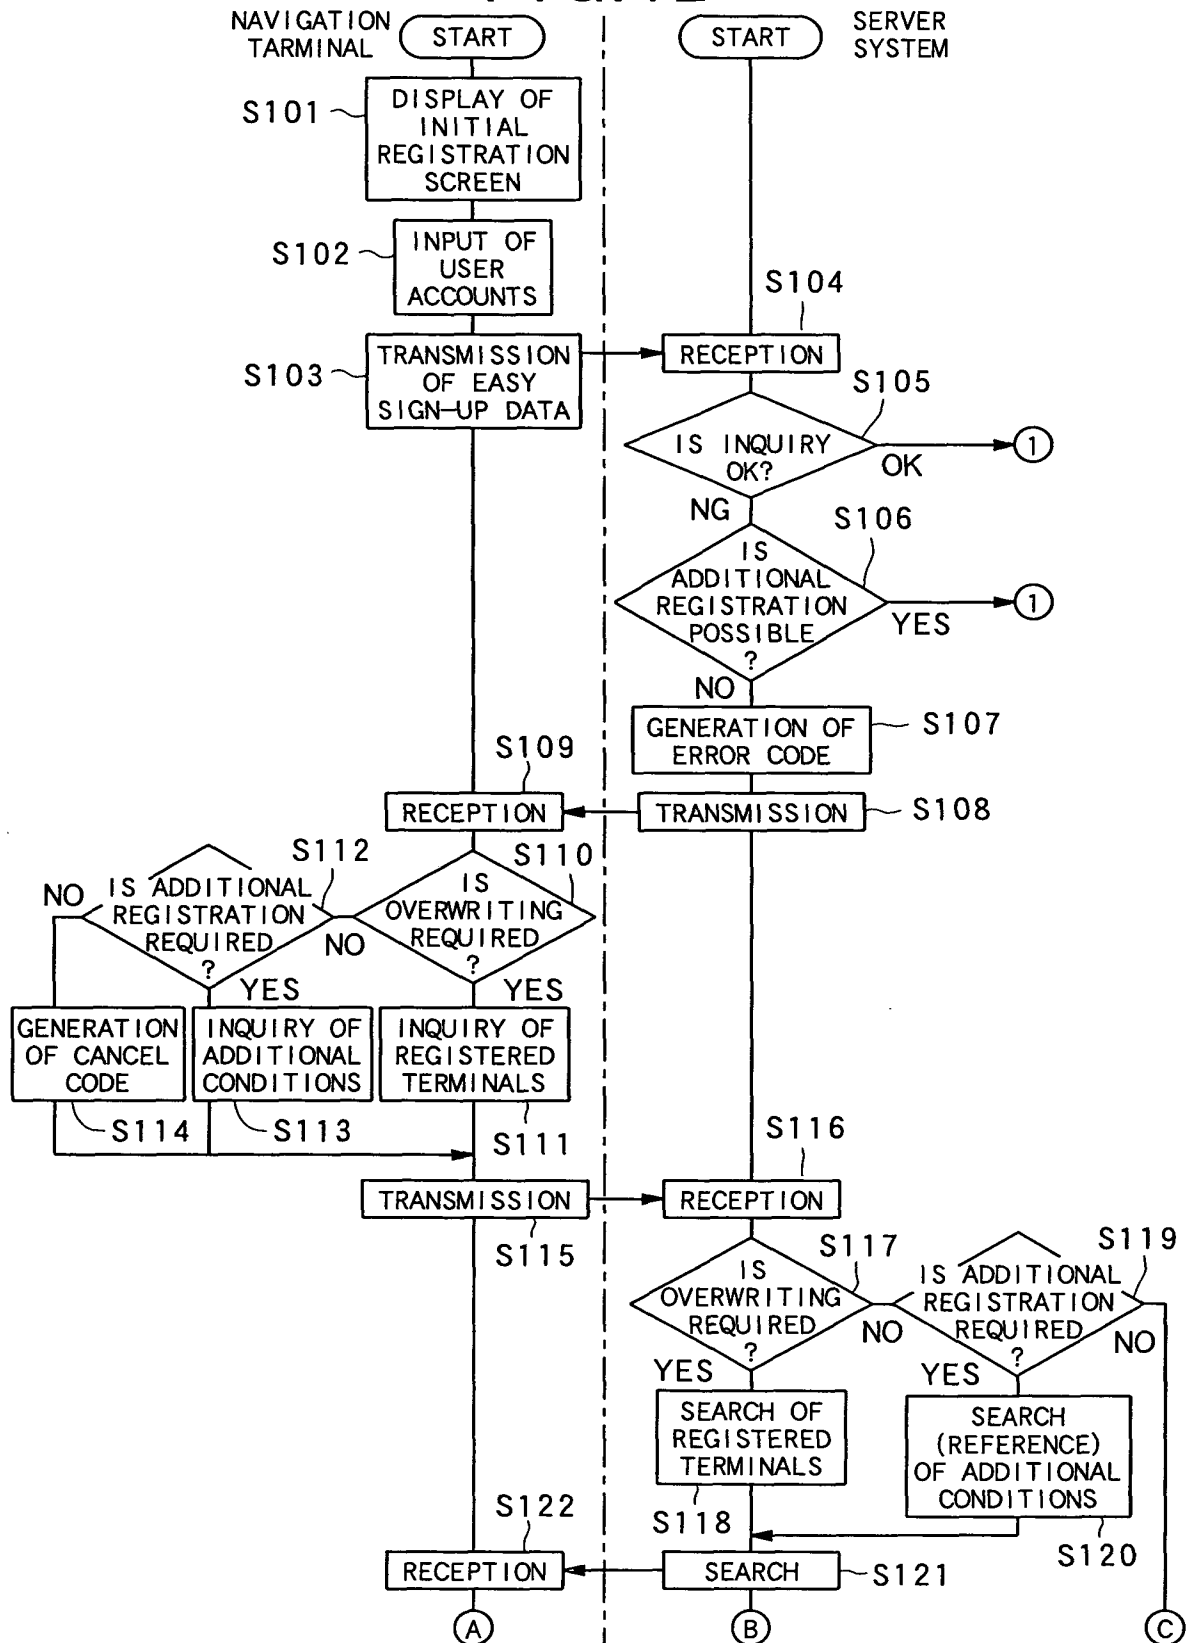 NAVIGATION
TARMINAL
START
START
SERVER
SYSTEM
S101
DISPLAY OF
INITIAL
REGISTRATION
SCREEN
S102
INPUT OF
USER
ACCOUNTS
S103
TRANSMISSION
OF EASY
SIGN-UP DATA
S104
RECEPTION
S105
IS INQUIRY
OK?
OK
1
NG
S106
IS
ADDITIONAL
REGISTRATION
POSSIBLE
?
YES
1
NO
GENERATION OF
ERROR CODE
S107
S109
RECEPTION
TRANSMISSION
S108
S112
S110
NO
IS ADDITIONAL
REGISTRATION
REQUIRED
?
NO
IS
OVERWRITING
REQUIRED
?
YES
YES
GENERATION
OF CANCEL
CODE
INQUIRY OF
ADDITIONAL
CONDITIONS
INQUIRY OF
REGISTERED
TERMINALS
S114
S113
S111
S116
TRANSMISSION
RECEPTION
S115
S117
S119
IS
OVERWRITING
REQUIRED
?
NO
IS ADDITIONAL
REGISTRATION
REQUIRED
?
NO
YES
YES
SEARCH OF
REGISTERED
TERMINALS
SEARCH
(REFERENCE)
OF ADDITIONAL
CONDITIONS
S118
S120
S122
RECEPTION
SEARCH
S121
A
B
C